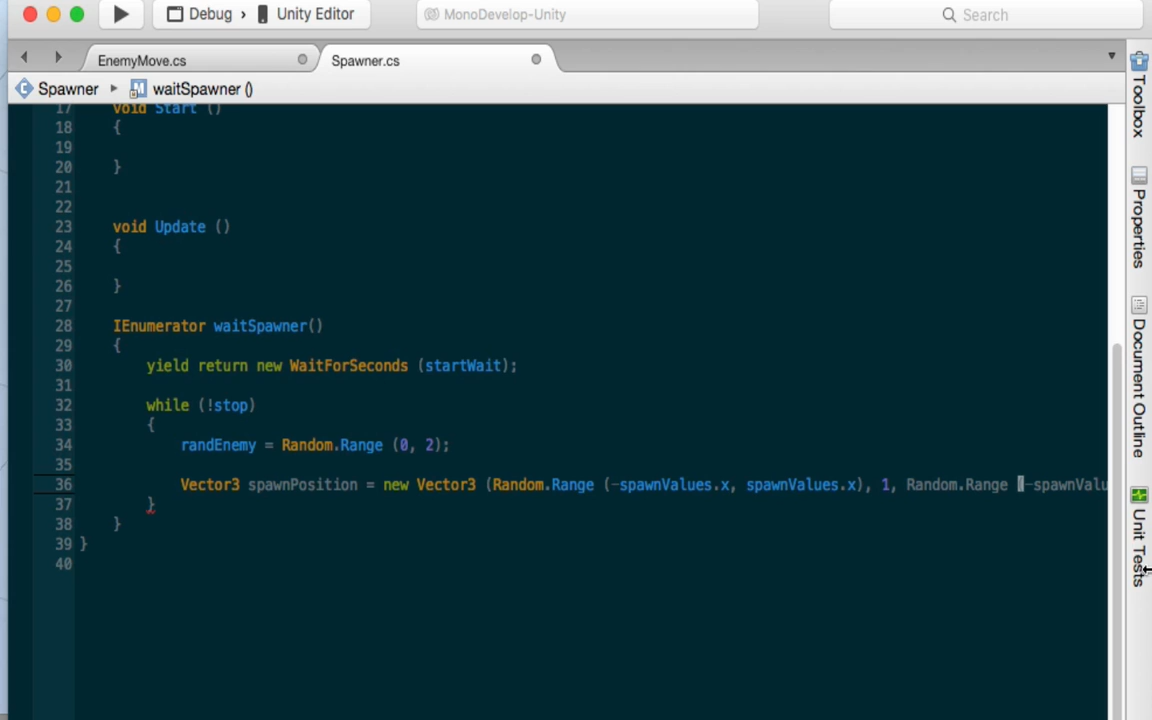 Debug › Unity Editor
MonoDevelop-Unity
Search
EnemyMove.cs
Spawner.cs
Spawner
waitSpawner ()
17 void Start ()
18 {
19
20 }
21
22
23 void Update ()
24 {
25
26 }
27
28 IEnumerator waitSpawner()
29 {
30 yield return new WaitForSeconds (startWait);
31
32 while (!stop)
33 {
34 randEnemy = Random.Range (0, 2);
35
36 Vector3 spawnPosition = new Vector3 (Random.Range (-spawnValues.x, spawnValues.x), 1, Random.Range (-spawnValu
37 }
38 }
39 }
40
Toolbox
Properties
Document Outline
Unit Tests